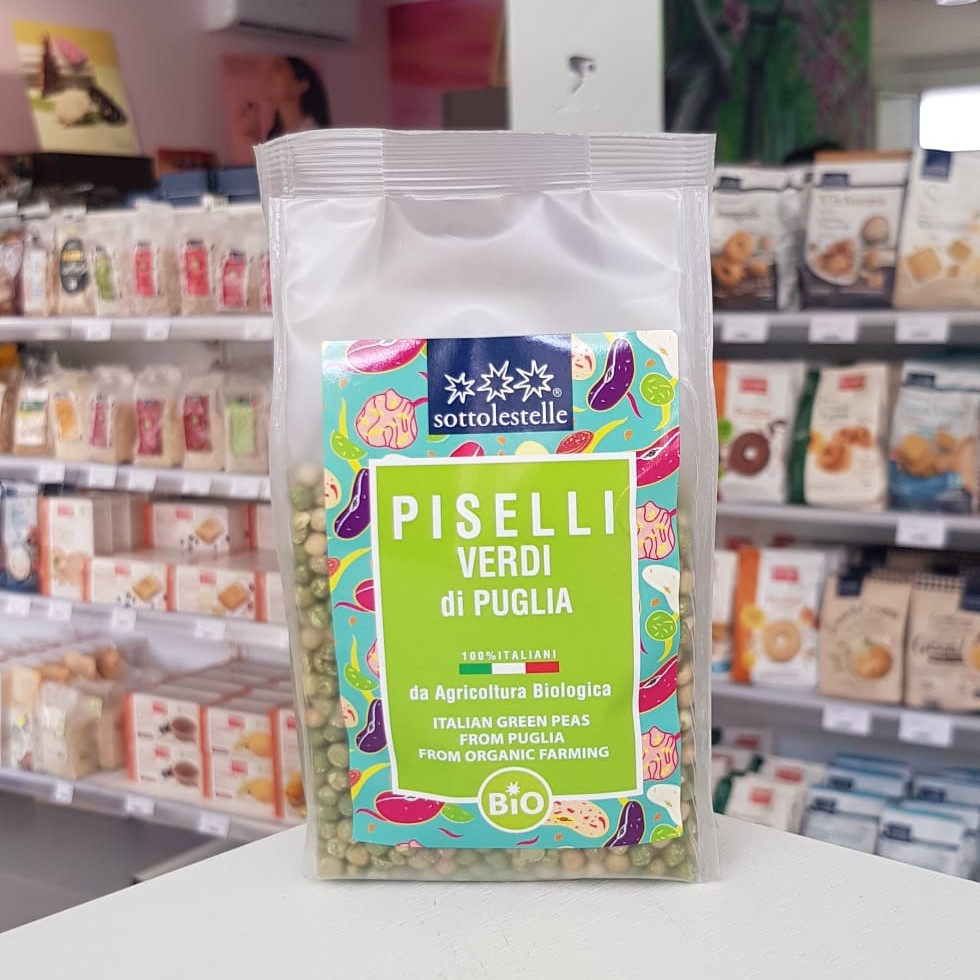 sottolestelle®
PISELLI
VERDI
di PUGLIA
100%ITALIANI
da Agricoltura Biologica
ITALIAN GREEN PEAS
FROM PUGLIA
FROM ORGANIC FARMING
BiO